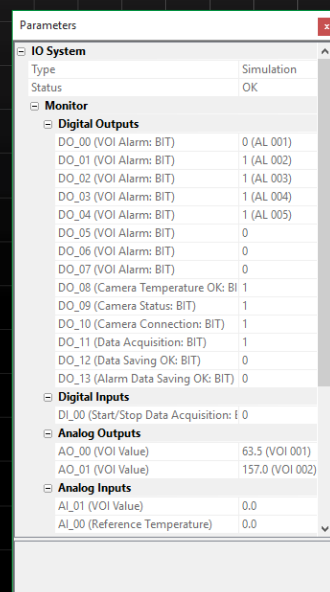 Parameters
x
IO System
Type Simulation
Status OK
Monitor
Digital Outputs
DO_00 (VOI Alarm: BIT) 0 (AL 001)
DO_01 (VOI Alarm: BIT) 1 (AL 002)
DO_02 (VOI Alarm: BIT) 1 (AL 003)
DO_03 (VOI Alarm: BIT) 1 (AL 004)
DO_04 (VOI Alarm: BIT) 1 (AL 005)
DO_05 (VOI Alarm: BIT) 0
DO_06 (VOI Alarm: BIT) 0
DO_07 (VOI Alarm: BIT) 0
DO_08 (Camera Temperature OK: BI 1
DO_09 (Camera Status: BIT) 1
DO_10 (Camera Connection: BIT) 1
DO_11 (Data Acquisition: BIT) 1
DO_12 (Data Saving OK: BIT) 0
DO_13 (Alarm Data Saving OK: BIT) 0
Digital Inputs
DI_00 (Start/Stop Data Acquisition: 0
Analog Outputs
AO_00 (VOI Value) 63.5 (VOI 001)
AO_01 (VOI Value) 157.0 (VOI 002)
Analog Inputs
AI_01 (VOI Value) 0.0
AI_00 (Reference Temperature) 0.0